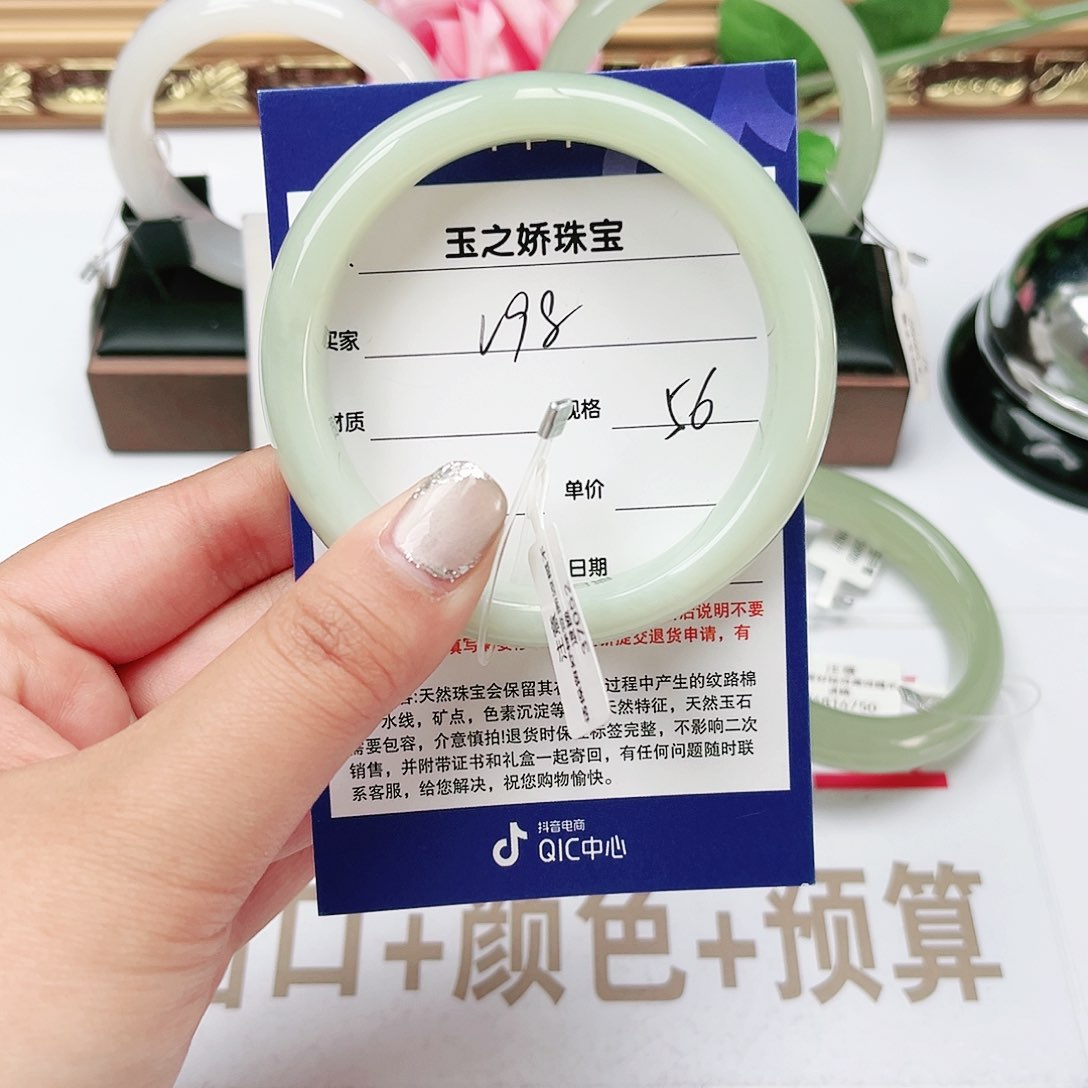 玉之娇珠宝
买家 v98
材质
规格 56
单价
日期
说明不要
提交退货申请，有
天然珠宝会保留其 过程中产生的纹路棉
水线，矿点，色素沉淀等 天然特征，天然玉石
需要包容，介意慎拍!退货时保 标签完整，不影响二次
销售，并附带证书和礼盒一起寄回，有任何问题随时联
系客服，给您解决，祝您购物愉快。
抖音电商
QIC中心
口+颜色+预算